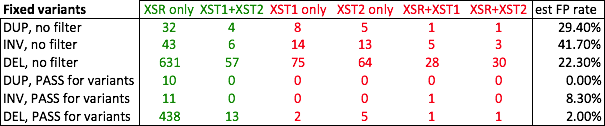 Fixed variants XSR only XST1+XST2 XST1 only XST2 only XSR+XST1 XSR+XST2 est FP rate
DUP, no filter 32 4 8 5 1 1 29.40%
INV, no filter 43 6 14 13 5 3 41.70%
DEL, no filter 631 57 75 64 28 30 22.30%
DUP, PASS for variants 10 0 0 0 0 0 0.00%
INV, PASS for variants 11 0 0 0 1 0 8.30%
DEL, PASS for variants 438 13 2 5 1 1 2.00%